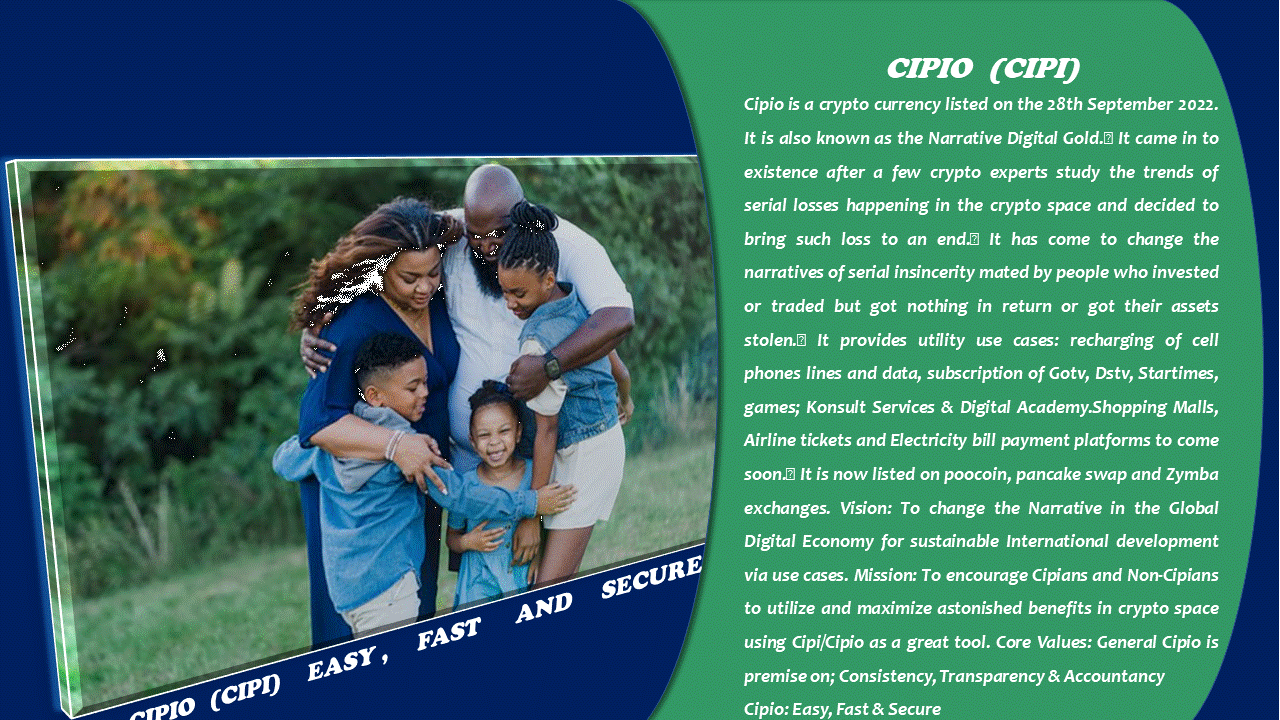 CIPIO (CIPI)
Cipio is a crypto currency listed on the 28th September 2022.
It is also known as the Narrative Digital Gold. It came in to
existence after a few crypto experts study the trends of
serial losses happening in the crypto space and decided to
bring such loss to an end. It has come to change the
narratives of serial insincerity mated by people who invested
or traded but got nothing in return or got their assets
stolen. It provides utility use cases: recharging of cell
phones lines and data, subscription of Gotv, Dstv, Startimes,
games; Konsult Services & Digital Academy.Shopping Malls,
Airline tickets and Electricity bill payment platforms to come
soon. It is now listed on poocoin, pancake swap and Zymba
exchanges. Vision: To change the Narrative in the Global
Digital Economy for sustainable International development
via use cases. Mission: To encourage Cipians and Non-Cipians
to utilize and maximize astonished benefits in crypto space
using Cipi/Cipio as a great tool. Core Values: General Cipio is
premise on; Consistency, Transparency & Accountancy
Cipio: Easy, Fast & Secure
CIPIO (CIPI) EASY, FAST AND SECURE